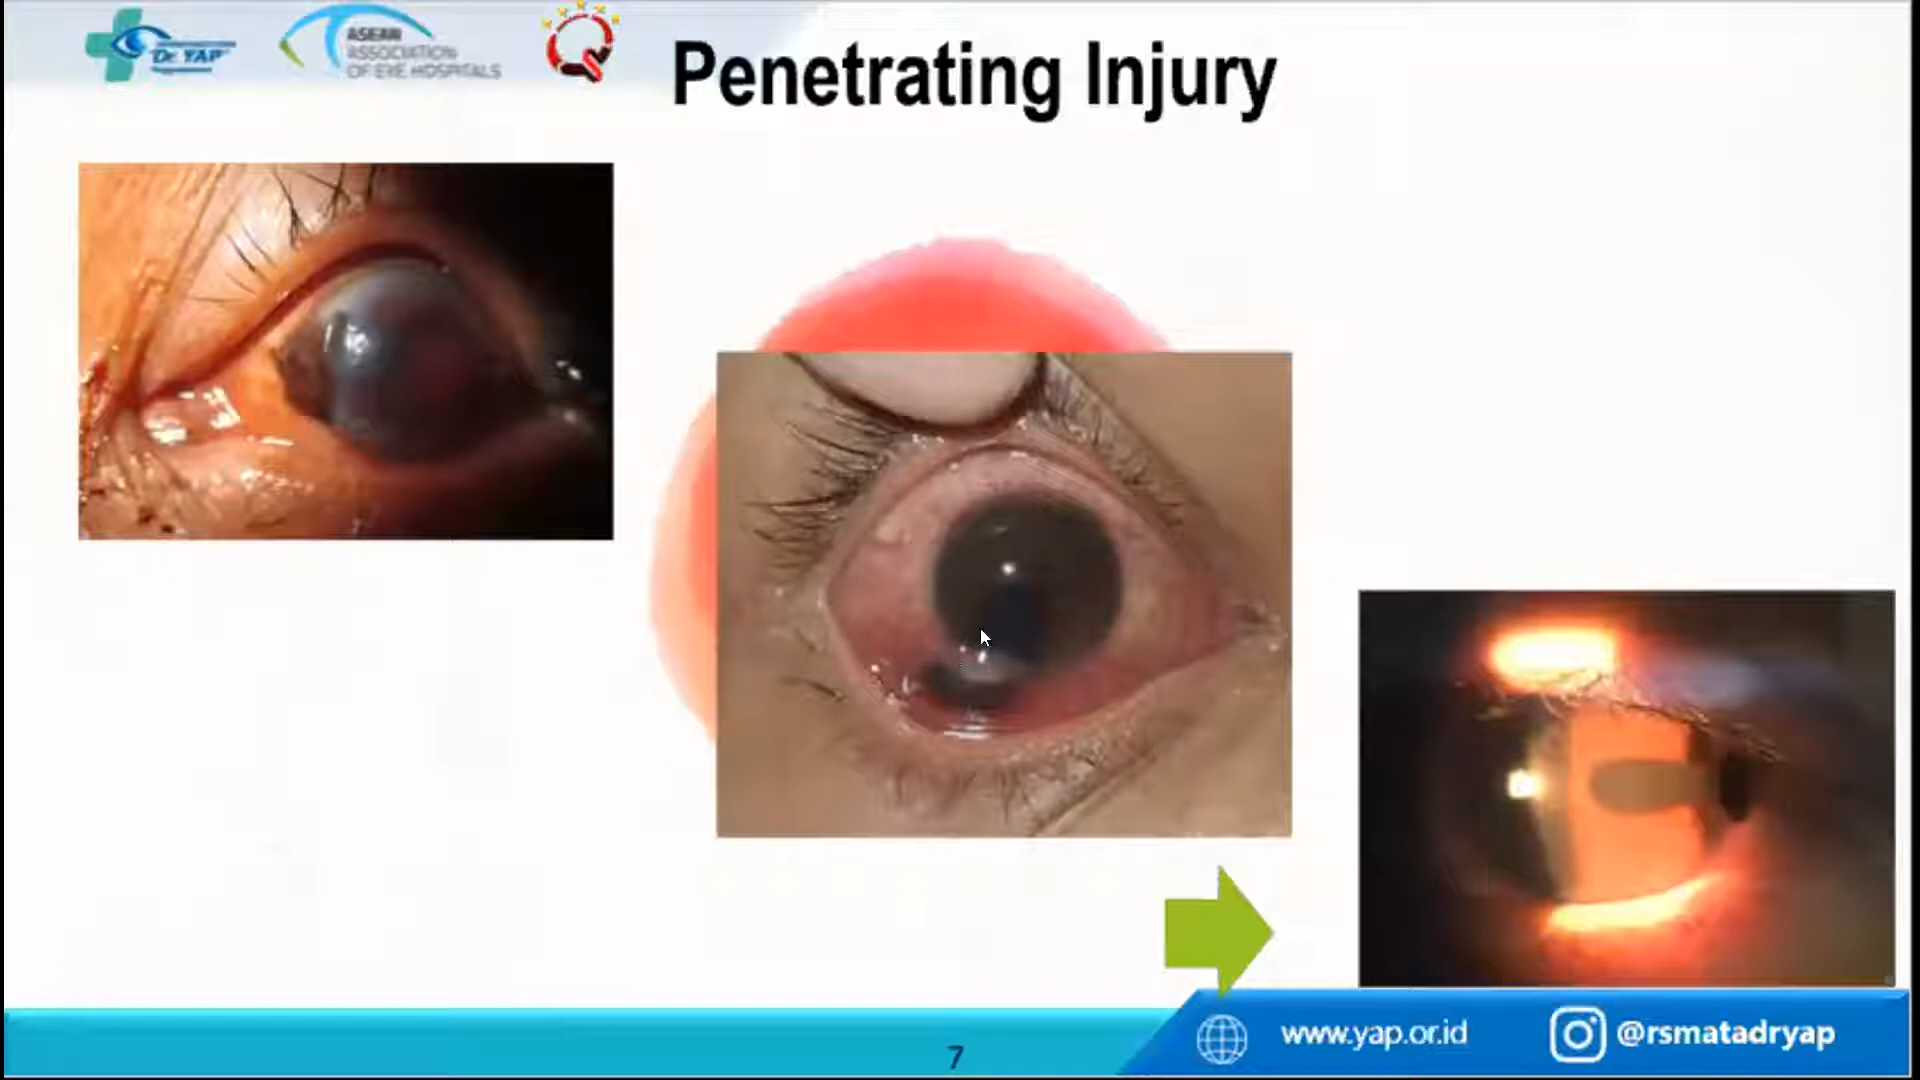 Dr. YAP
ASEAN
ASSOCIATION
OF EYE HOSPITALS
Penetrating Injury
7
www.yap.or.id
@rsmatadryap